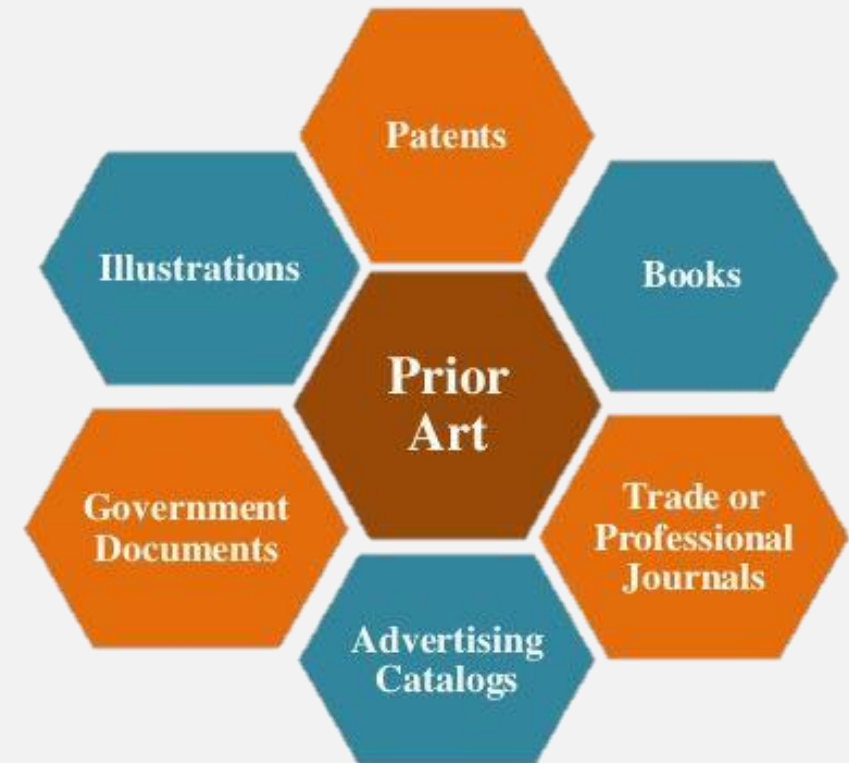 Patents
Illustrations
Books
Prior
Art
Government
Documents
Trade or
Professional
Journals
Advertising
Catalogs